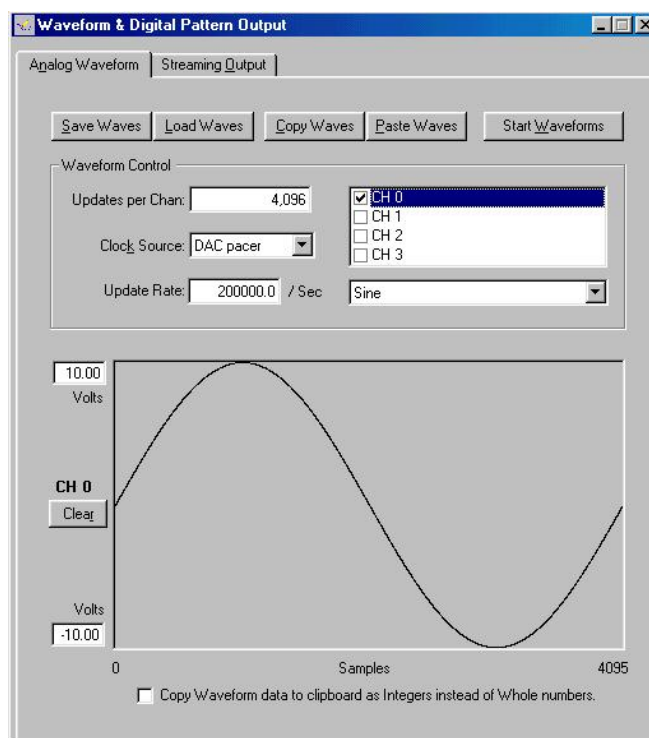 Waveform & Digital Pattern Output
Analog Waveform
Streaming Output
Save Waves
Load Waves
Copy Waves
Paste Waves
Start Waveforms
Waveform Control
Updates per Chan: 4,096
Clock Source: DAC pacer
Update Rate: 200000.0 / Sec
CH 0
CH 1
CH 2
CH 3
Sine
10.00
Volts
CH 0
Clear
Volts
-10.00
0
Samples
4095
Copy Waveform data to clipboard as Integers instead of Whole numbers.